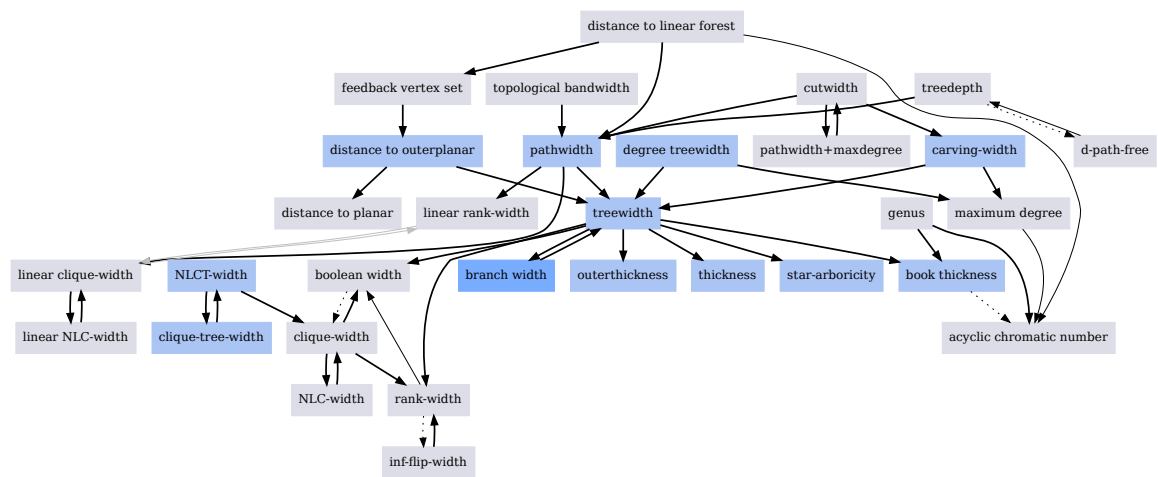 distance to linear forest
feedback vertex set
topological bandwidth
cutwidth
treedepth
distance to outerplanar
pathwidth
degree treewidth
pathwidth+maxdegree
carving-width
d-path-free
distance to planar
linear rank-width
treewidth
genus
maximum degree
linear clique-width
NLCT-width
boolean width
branch width
outerthickness
thickness
star-arboricity
book thickness
linear NLC-width
clique-tree-width
clique-width
acyclic chromatic number
NLC-width
rank-width
inf-flip-width